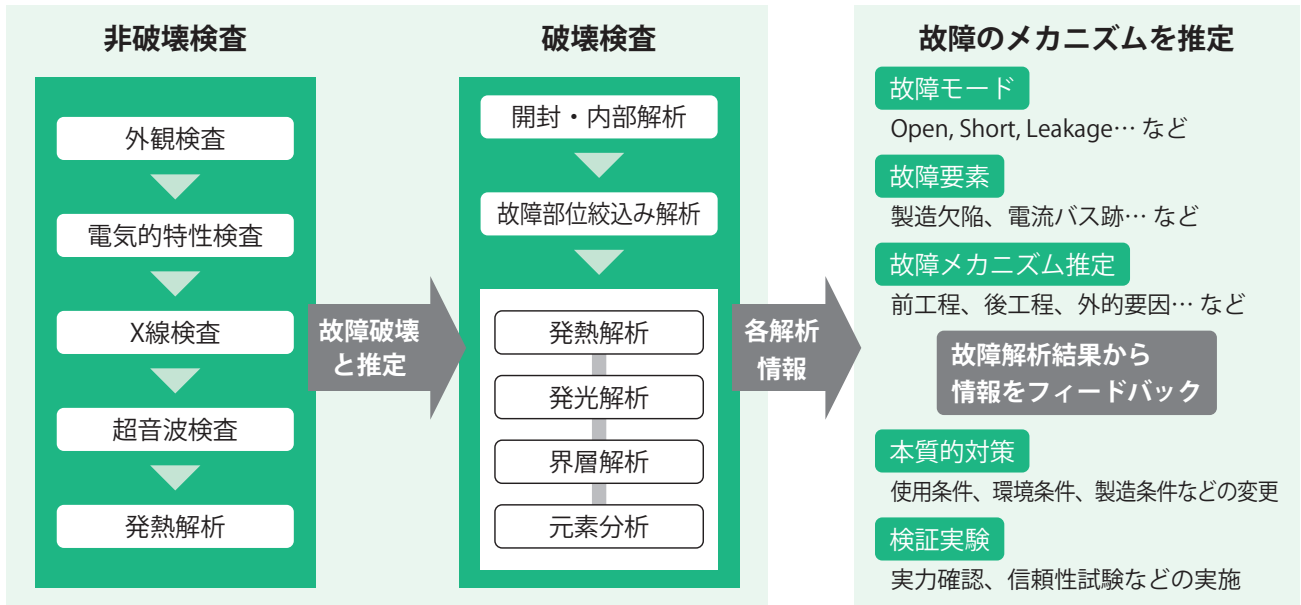 非破壊検査
外観検査
電気的特性検査
X線検査
超音波検査
発熱解析
故障破壊
と推定
破壊検査
開封・内部解析
故障部位絞込み解析
発熱解析
発光解析
界層解析
元素分析
各解析
情報
故障のメカニズムを推定
故障モード
Open, Short, Leakage… など
故障要素
製造欠陥、電流バス跡… など
故障メカニズム推定
前工程、後工程、外的要因… など
故障解析結果から
情報をフィードバック
本質的対策
使用条件、環境条件、製造条件などの変更
検証実験
実力確認、信頼性試験などの実施